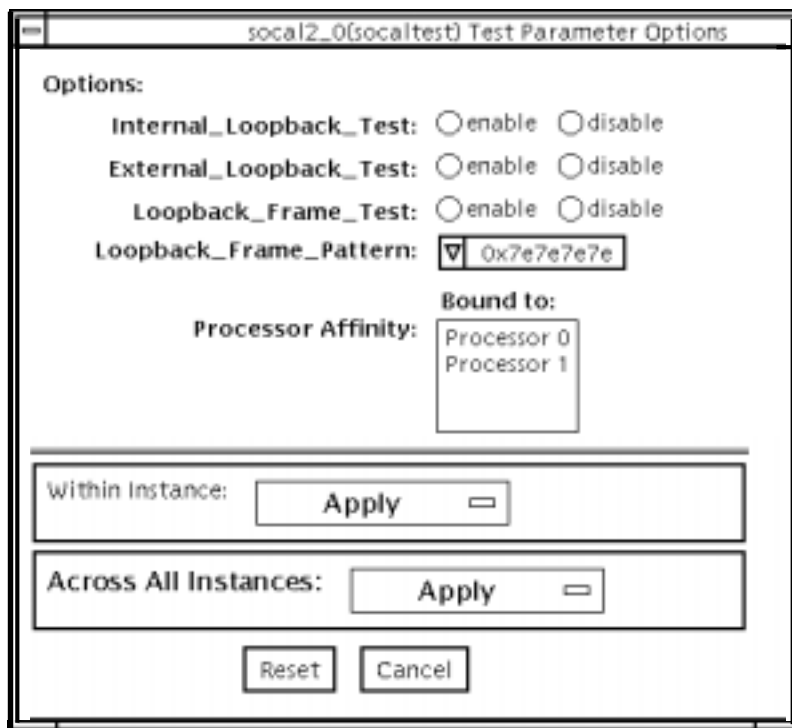 socal2_0(socaltest) Test Parameter Options
Options:
Internal_Loopback_Test: enable disable
External_Loopback_Test: enable disable
Loopback_Frame_Test: enable disable
Loopback_Frame_Pattern: 0x7e7e7e7e
Bound to:
Processor Affinity: Processor 0
Processor 1
Within Instance: Apply
Across All Instances: Apply
Reset Cancel